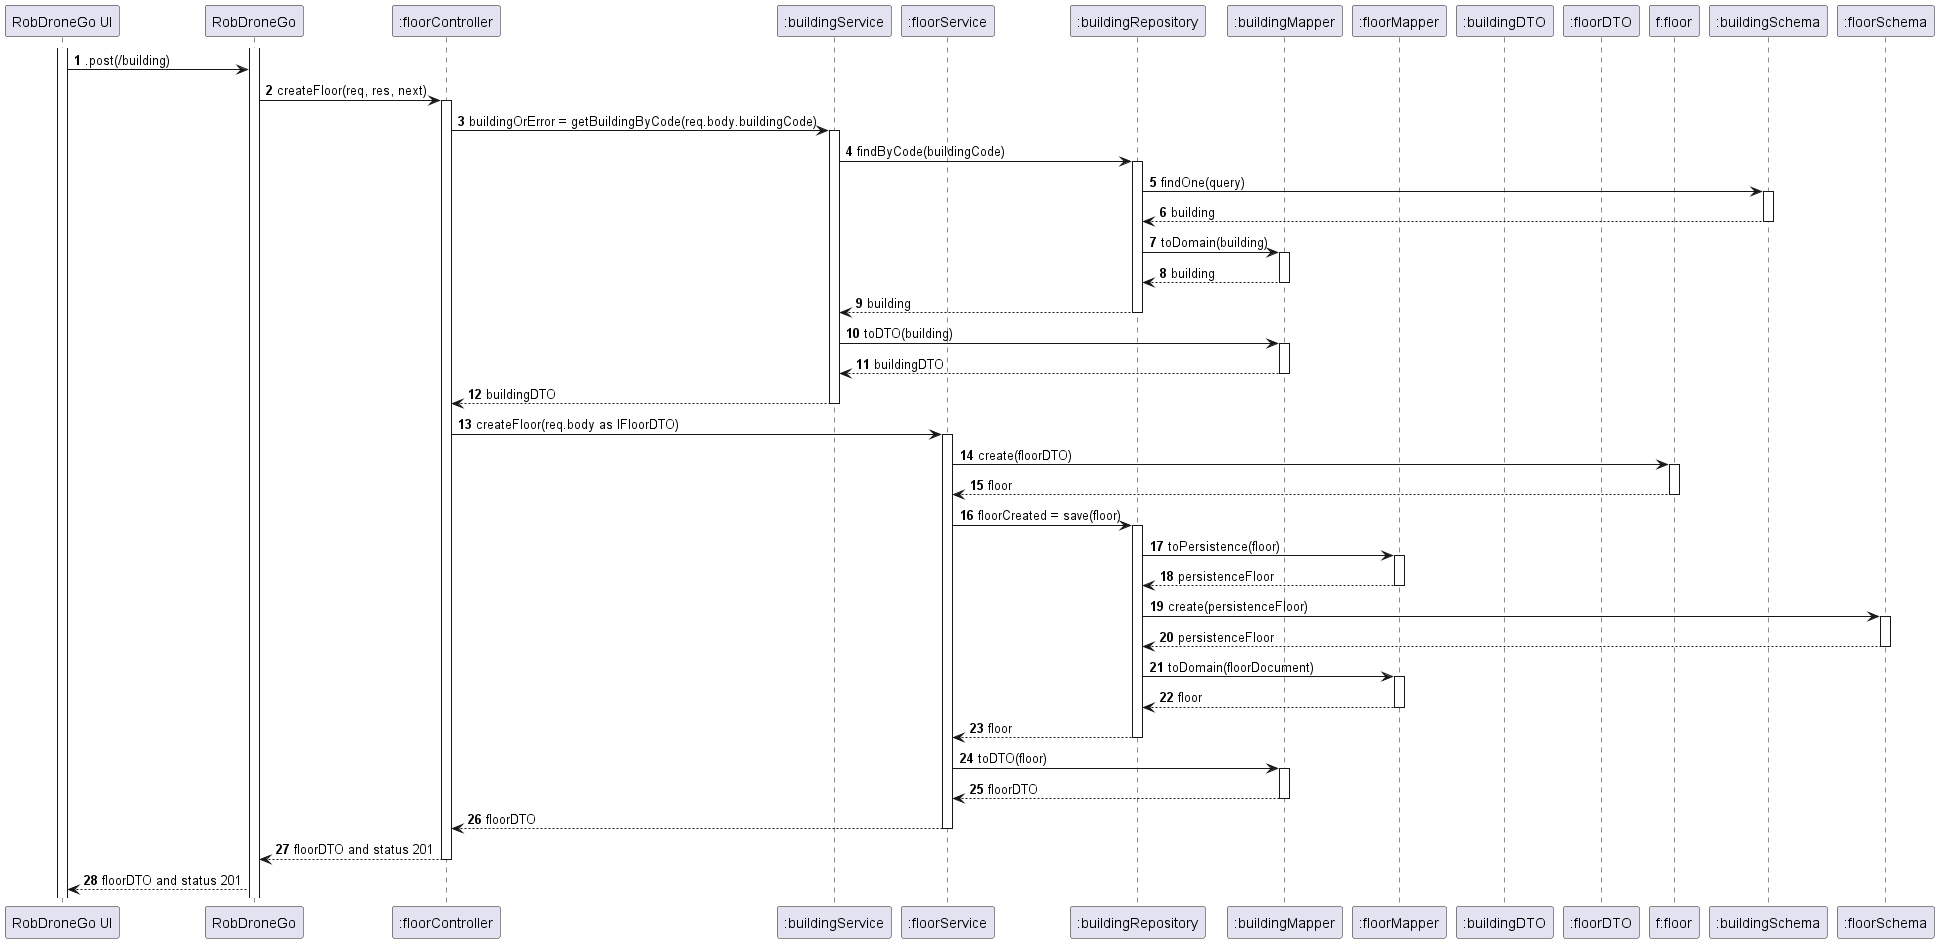 RobDroneGo UI RobDroneGo :floorController :buildingService :floorService :buildingRepository :buildingMapper :floorMapper :buildingDTO :floorDTO f:floor :buildingSchema :floorSchema
1 .post(/building)
2 createFloor(req, res, next)
3 buildingOrError = getBuildingByCode(req.body.buildingCode)
4 findByCode(buildingCode)
5 findOne(query)
6 building
7 toDomain(building)
8 building
9 building
10 toDTO(building)
11 buildingDTO
12 buildingDTO
13 createFloor(req.body as IFloorDTO)
14 create(floorDTO)
15 floor
16 floorCreated = save(floor)
17 toPersistence(floor)
18 persistenceFloor
19 create(persistenceFloor)
20 persistenceFloor
21 toDomain(floorDocument)
22 floor
23 floor
24 toDTO(floor)
25 floorDTO
26 floorDTO
27 floorDTO and status 201
28 floorDTO and status 201
RobDroneGo UI RobDroneGo :floorController :buildingService :floorService :buildingRepository :buildingMapper :floorMapper :buildingDTO :floorDTO f:floor :buildingSchema :floorSchema